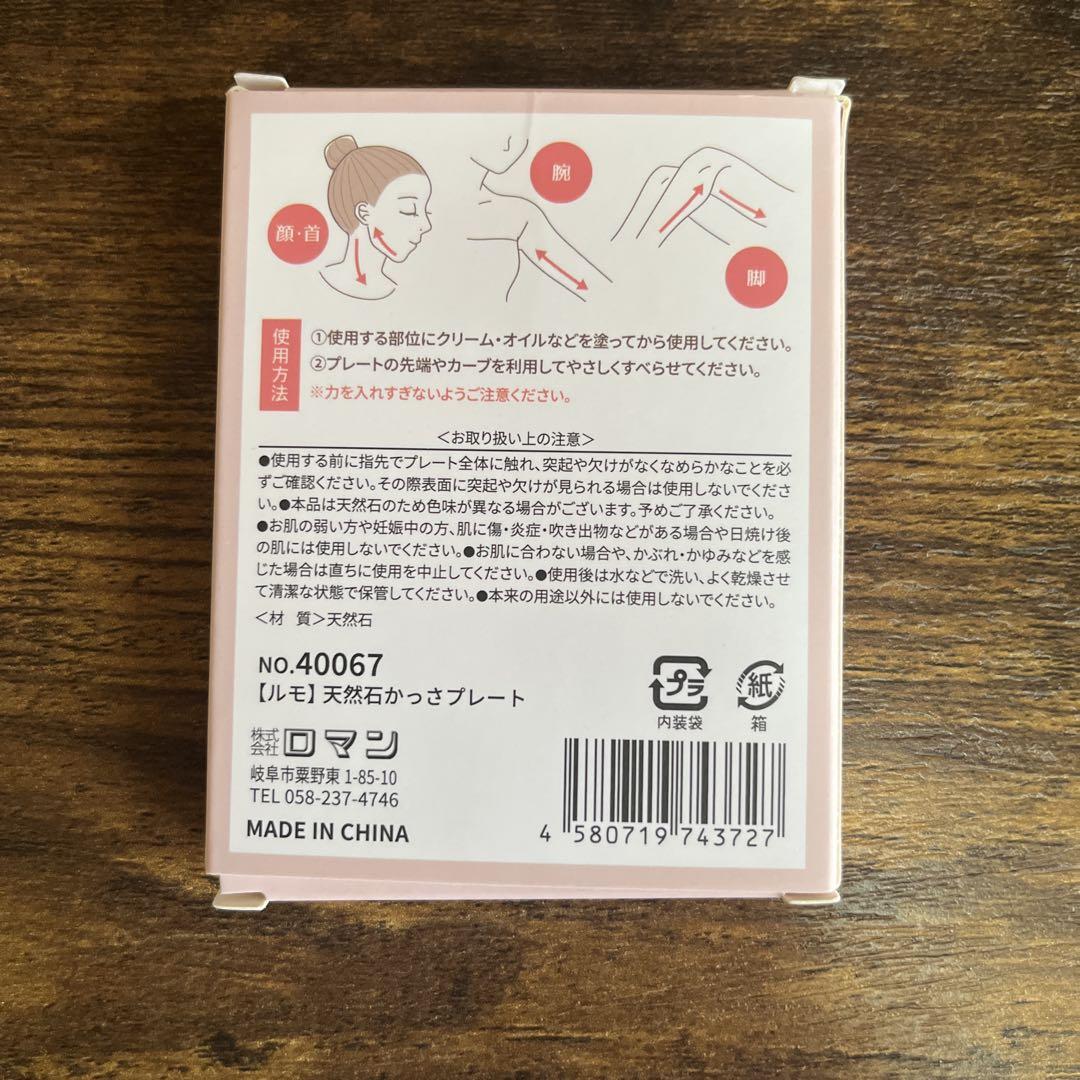 腕
顔・首
脚
使用方法
①使用する部位にクリーム・オイルなどを塗ってから使用してください。
②プレートの先端やカーブを利用してやさしくすべらせてください。
※力を入れすぎないようご注意ください。
＜お取り扱い上の注意＞
●使用する前に指先でプレート全体に触れ、突起や欠けがなくなめらかなことを必
ずご確認ください。その際表面に突起や欠けが見られる場合は使用しないでくださ
い。●本品は天然石のため色味が異なる場合がございます。予めご了承ください。
●お肌の弱い方や妊娠中の方、肌に傷・炎症・吹き出物などがある場合や日焼け後
の肌には使用しないでください。●お肌に合わない場合や、かぶれ・かゆみなどを感
じた場合は直ちに使用を中止してください。●使用後は水などで洗い、よく乾燥させ
て清潔な状態で保管してください。●本来の用途以外には使用しないでください。
＜材 質＞天然石
NO.40067
【ルモ】天然石かっさプレート
プラ
内装袋
紙
箱
株式会社ロマン
岐阜市粟野東 1-85-10
TEL 058-237-4746
MADE IN CHINA
4 580719 743727